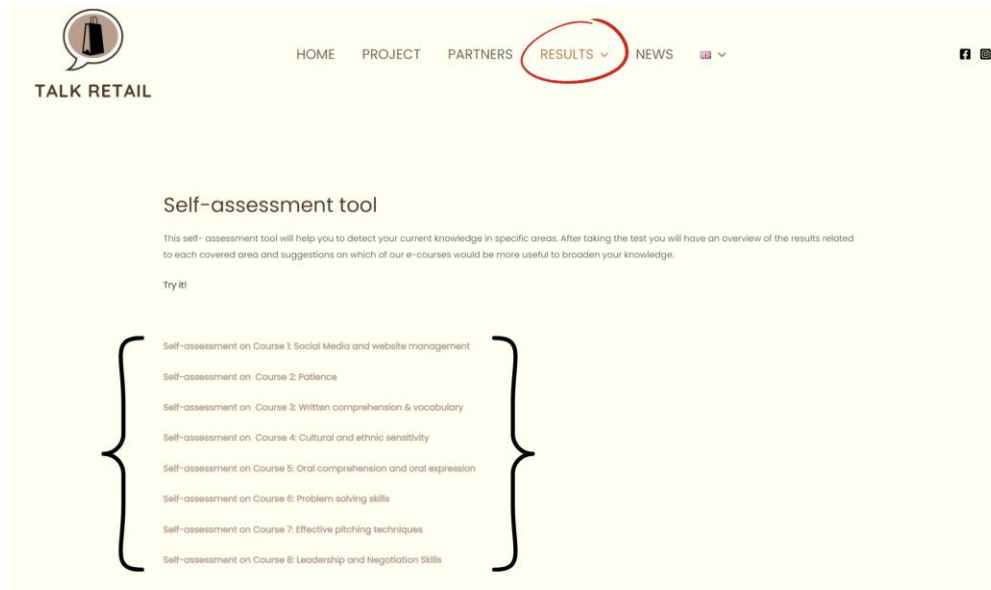 TALK RETAIL
HOME PROJECT PARTNERS RESULTS NEWS
Self-assessment tool
This self- assessment tool will help you to detect your current knowledge in specific areas. After taking the test you will have an overview of the results related
to each covered area and suggestions on which of our e-courses would be more useful to broaden your knowledge.
Try it!
Self-assessment on Course 1: Social Media and website management
Self-assessment on Course 2: Patience
Self-assessment on Course 3: Written comprehension & vocabulary
Self-assessment on Course 4: Cultural and ethnic sensitivity
Self-assessment on Course 5: Oral comprehension and oral expression
Self-assessment on Course 6: Problem solving skills
Self-assessment on Course 7: Effective pitching techniques
Self-assessment on Course 8: Leadership and Negotiation Skills